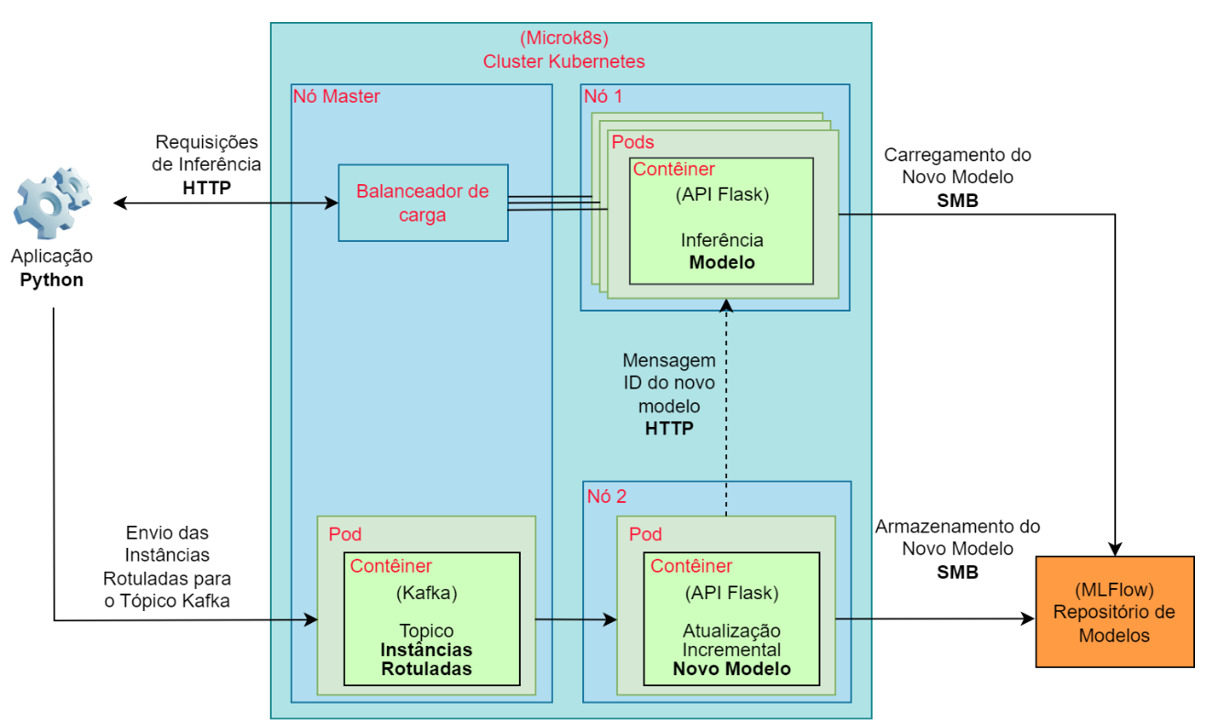 (Microk8s)
Cluster Kubernetes
Nó Master
Nó 1
Requisições
de Inferência
HTTP
Balanceador de
carga
Pods
Contêiner
(API Flask)
Inferência
Modelo
Carregamento do
Novo Modelo
SMB
Aplicação
Python
Mensagem
ID do novo
modelo
HTTP
Nó 2
Envio das
Instâncias
Rotuladas para
o Tópico Kafka
Pod
Contêiner
(Kafka)
Topico
Instâncias
Rotuladas
Pod
Contêiner
(API Flask)
Atualização
Incremental
Novo Modelo
Armazenamento do
Novo Modelo
SMB
(MLFlow)
Repositório de
Modelos